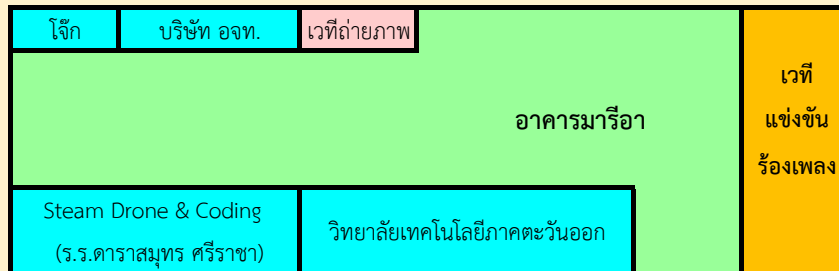 โจ๊ก
บริษัท อจท.
เวทีถ่ายภาพ
อาคารมารีอา
เวที
แข่งขัน
ร้องเพลง
Steam Drone & Coding
(ร.ร.ดาราสมุทร ศรีราชา)
วิทยาลัยเทคโนโลยีภาคตะวันออก